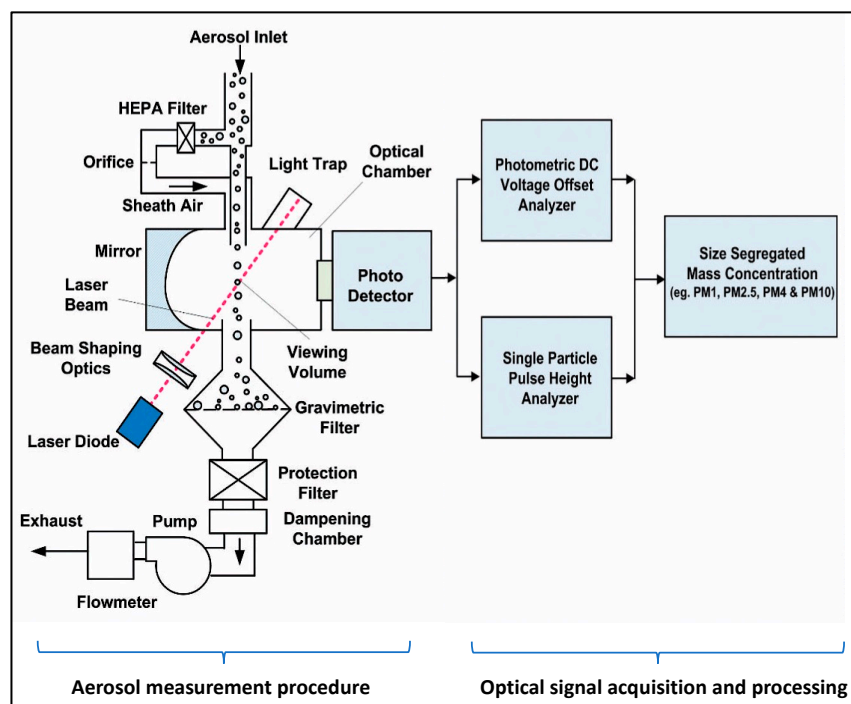 Aerosol Inlet
HEPA Filter
Orifice
Sheath Air
Light Trap
Optical
Chamber
Mirror
Laser
Beam
Beam Shaping
Optics
Laser Diode
Viewing
Volume
Gravimetric
Filter
Protection
Filter
Dampening
Chamber
Pump
Exhaust
Flowmeter
Photo
Detector
Photometric DC
Voltage Offset
Analyzer
Single Particle
Pulse Height
Analyzer
Size Segregated
Mass Concentration
(eg. PM1, PM2.5, PM4 & PM10)
Aerosol measurement procedure
Optical signal acquisition and processing